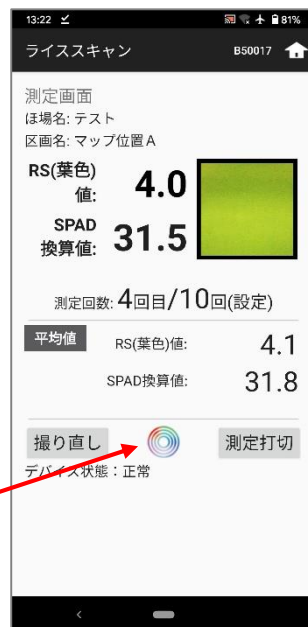 13:22
81%
ライススキャン B50017
測定画面
ほ場名: テスト
区画名: マップ位置A
RS(葉色)値: 4.0
SPAD換算値: 31.5
測定回数: 4回目/10回(設定)
平均値 RS(葉色)値: 4.1
SPAD換算値: 31.8
撮り直し 測定打切
デバイス状態：正常